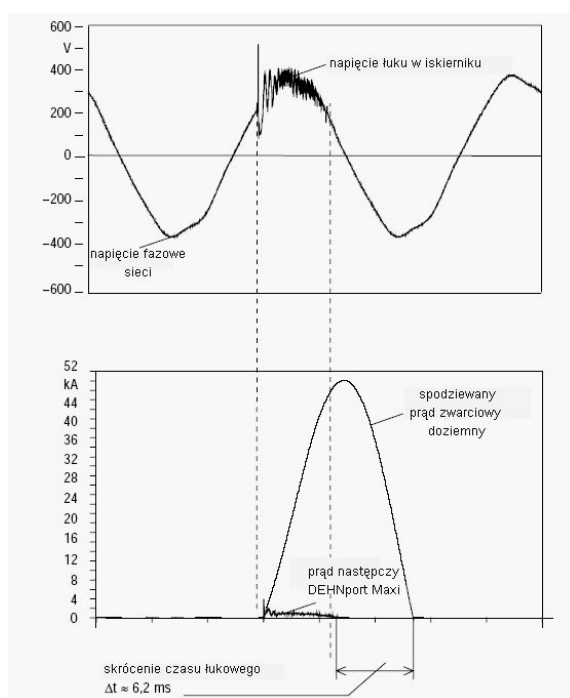 600
V
400
200
0
−200
−400
−600
napięcie łuku w iskierniku
napięcie fazowe
sieci
52
kA
44
40
36
32
28
24
20
16
12
8
4
0
spodziewany
prąd zwarciowy
doziemny
prąd następczy
DEHNport Maxi
skrócenie czasu łukowego
Δt ≈ 6,2 ms